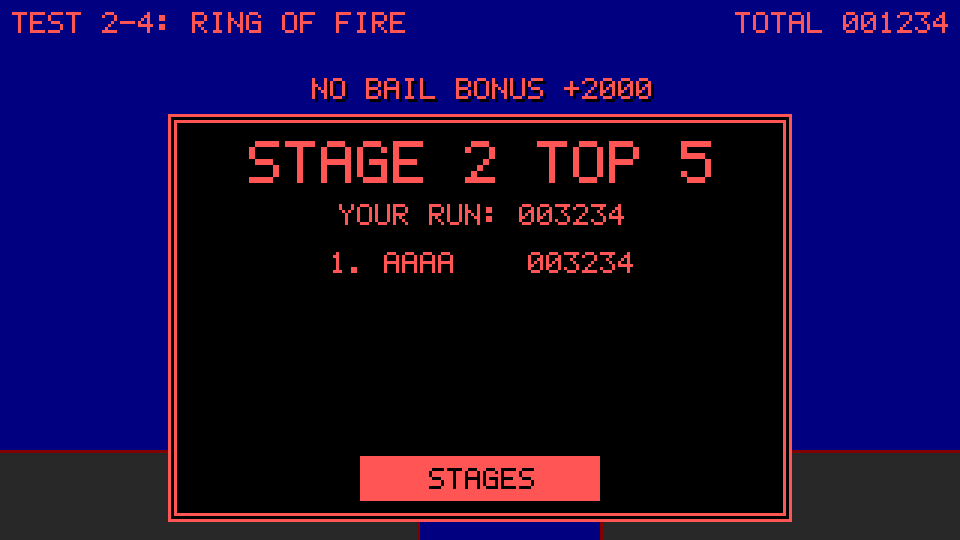 TEST 2-4: RING OF FIRE
TOTAL 001234
NO BAIL BONUS +2000
STAGE 2 TOP 5
YOUR RUN: 003234
1. AAAA 003234
STAGES